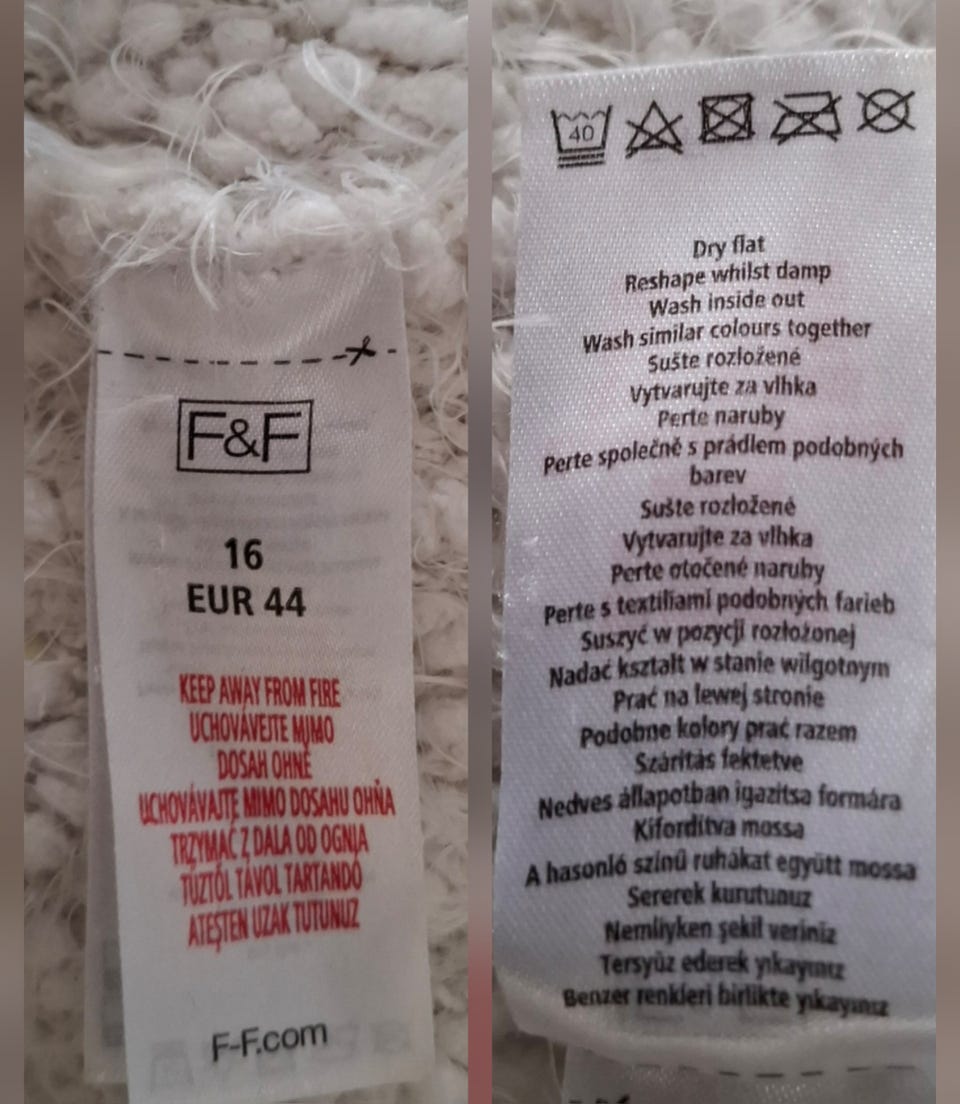 F&F
16
EUR 44
KEEP AWAY FROM FIRE
UCHOVÁVEJTE MIMO
DOSAH OHNĚ
UCHOVÁVAJTE MIMO DOSAHU OHŇA
TRZYMAĆ Z DALA OD OGNIA
TŰZTŐL TÁVOL TARTANDÓ
ATEŞTEN UZAK TUTUNUZ
F-F.com
40
Dry flat
Reshape whilst damp
Wash inside out
Wash similar colours together
Sušte rozložené
Vytvarujte za vlhka
Perte naruby
Perte společně s prádlem podobných
barev
Sušte rozložené
Vytvarujte za vlhka
Perte otočené naruby
Perte s textíliami podobných farieb
Suszyć w pozycji rozłożonej
Nadać kształt w stanie wilgotnym
Prać na lewej stronie
Podobne kolory prać razem
Szárítás fektetve
Nedves állapotban igazítsa formára
Kifordítva mossa
A hasonló színű ruhákat együtt mossa
Sererek kurutunuz
Nemliyken şekil veriniz
Tersyüz ederek yıkayınız
Benzer renkleri birlikte yıkayınız